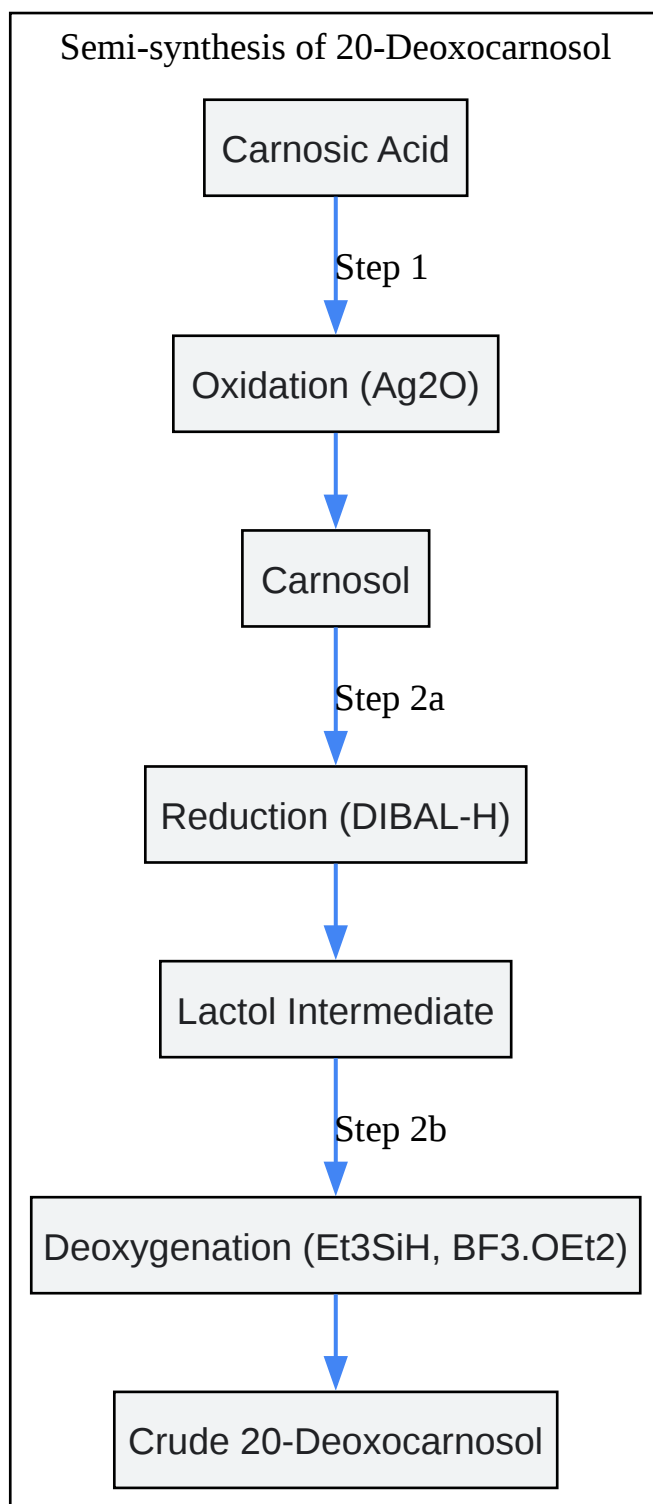 Semi-synthesis of 20-Deoxocarnosol
Carnosic Acid
Step 1
Oxidation (Ag2O)
Carnosol
Step 2a
Reduction (DIBAL-H)
Lactol Intermediate
Step 2b
Deoxygenation (Et3SiH, BF3.OEt2)
Crude 20-Deoxocarnosol